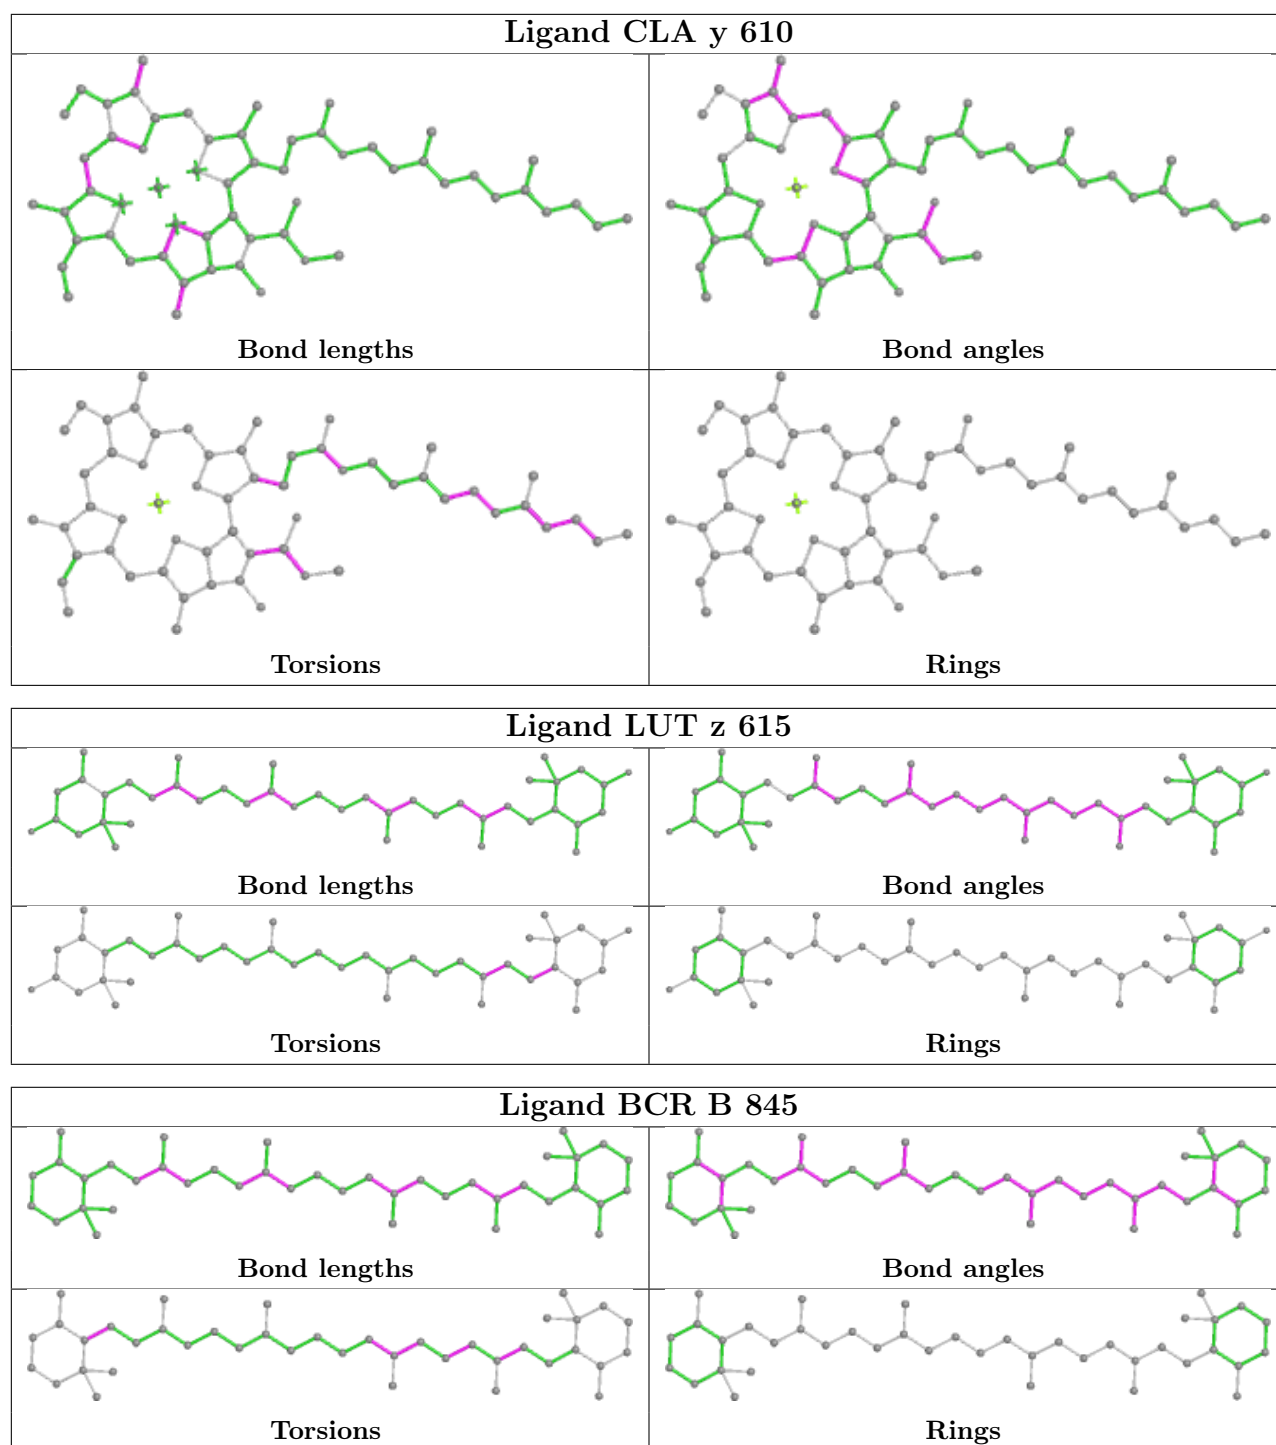 Ligand CLA y 610
Bond lengths
Bond angles
Torsions
Rings
Ligand LUT z 615
Bond lengths
Bond angles
Torsions
Rings
Ligand BCR B 845
Bond lengths
Bond angles
Torsions
Rings